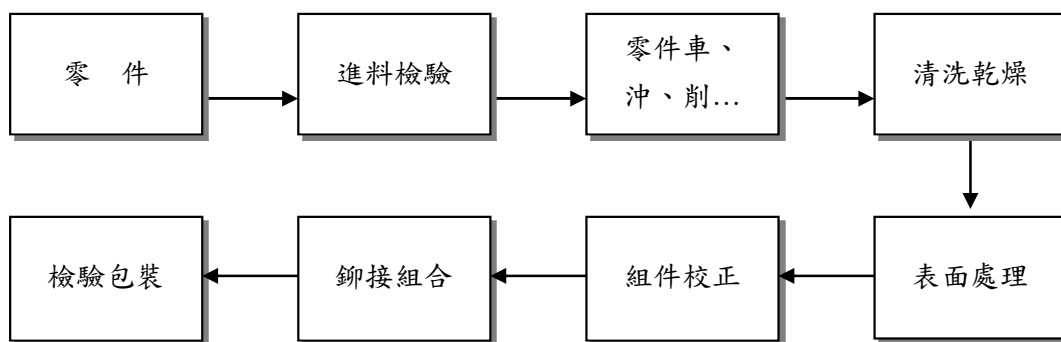 零　件
進料檢驗
零件車、
沖、削...
清洗乾燥
表面處理
組件校正
鉚接組合
檢驗包裝